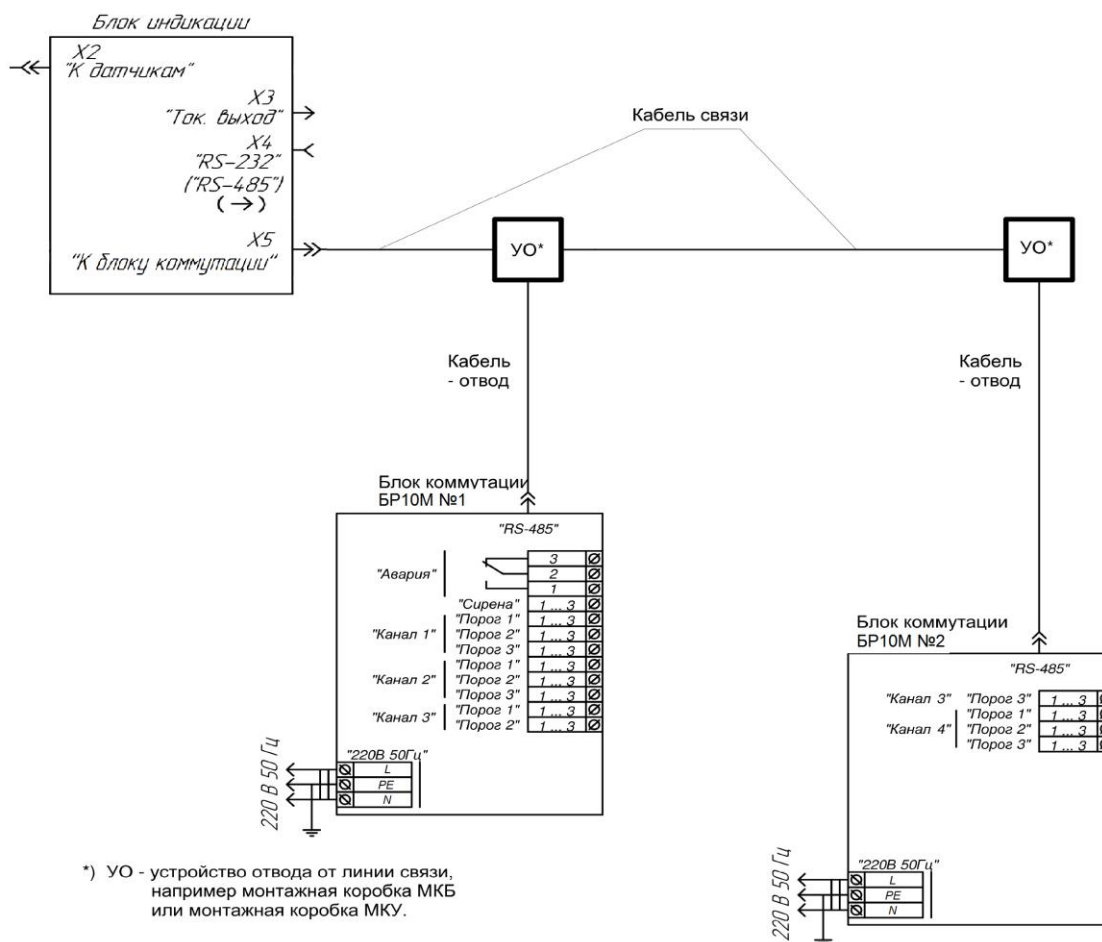 Блок индикации
X2
"К датчикам"
X3
"Ток. выход"
X4
"RS-232"
("RS-485")
(→)
X5
"К блоку коммутации"
Кабель связи
УО*
УО*
Кабель
- отвод
Кабель
- отвод
Блок коммутации
БР10М №1
"RS-485"
"Авария"
3
2
1
"Сирена" 1 ... 3
"Канал 1"
"Порог 1" 1 ... 3
"Порог 2" 1 ... 3
"Порог 3" 1 ... 3
"Канал 2"
"Порог 1" 1 ... 3
"Порог 2" 1 ... 3
"Порог 3" 1 ... 3
"Канал 3"
"Порог 1" 1 ... 3
"Порог 2" 1 ... 3
"220В 50Гц"
L
PE
N
220 В 50 Гц
Блок коммутации
БР10М №2
"RS-485"
"Канал 3" "Порог 3" 1 ... 3
"Канал 4"
"Порог 1" 1 ... 3
"Порог 2" 1 ... 3
"Порог 3" 1 ... 3
"220В 50Гц"
L
PE
N
220 В 50 Гц
*) УО - устройство отвода от линии связи,
например монтажная коробка МКБ
или монтажная коробка МКУ.